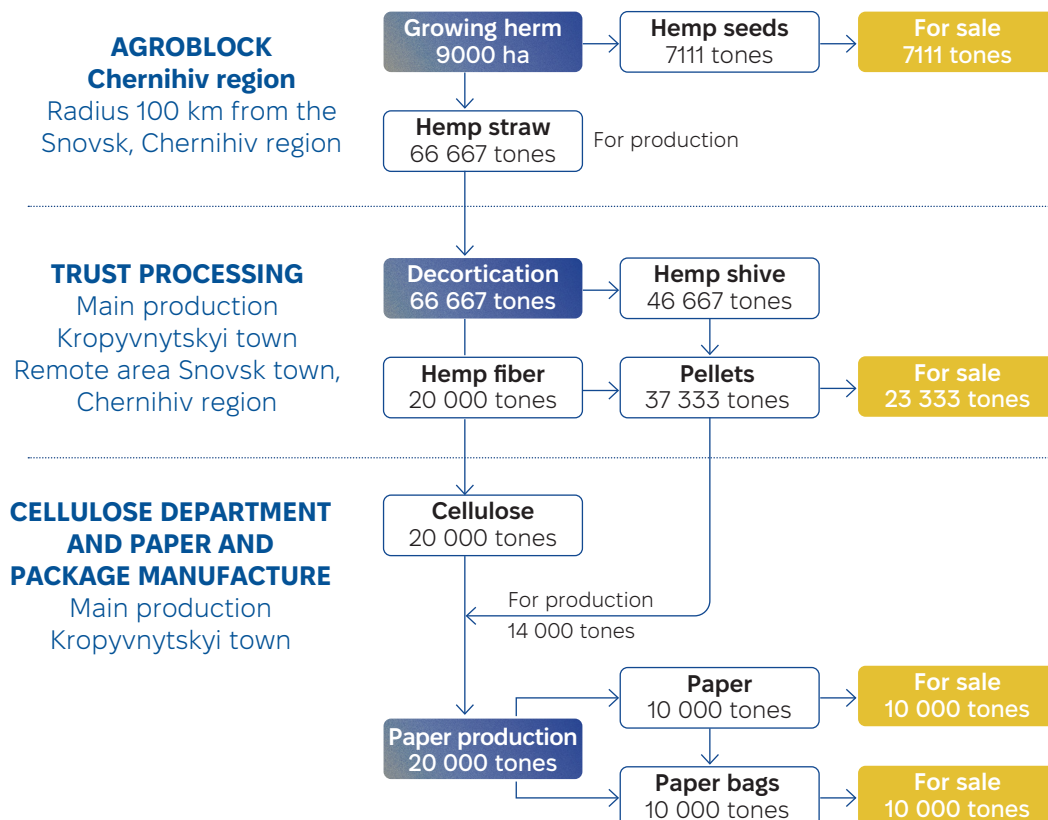 AGROBLOCK
Chernihiv region
Radius 100 km from the
Snovsk, Chernihiv region
Growing herm
9000 ha
Hemp seeds
7111 tones
For sale
7111 tones
Hemp straw
66 667 tones
For production
TRUST PROCESSING
Main production
Kropyvnytskyi town
Remote area Snovsk town,
Chernihiv region
Decortication
66 667 tones
Hemp shive
46 667 tones
Hemp fiber
20 000 tones
Pellets
37 333 tones
For sale
23 333 tones
CELLULOSE DEPARTMENT
AND PAPER AND
PACKAGE MANUFACTURE
Main production
Kropyvnytskyi town
Cellulose
20 000 tones
For production
14 000 tones
Paper production
20 000 tones
Paper
10 000 tones
For sale
10 000 tones
Paper bags
10 000 tones
For sale
10 000 tones